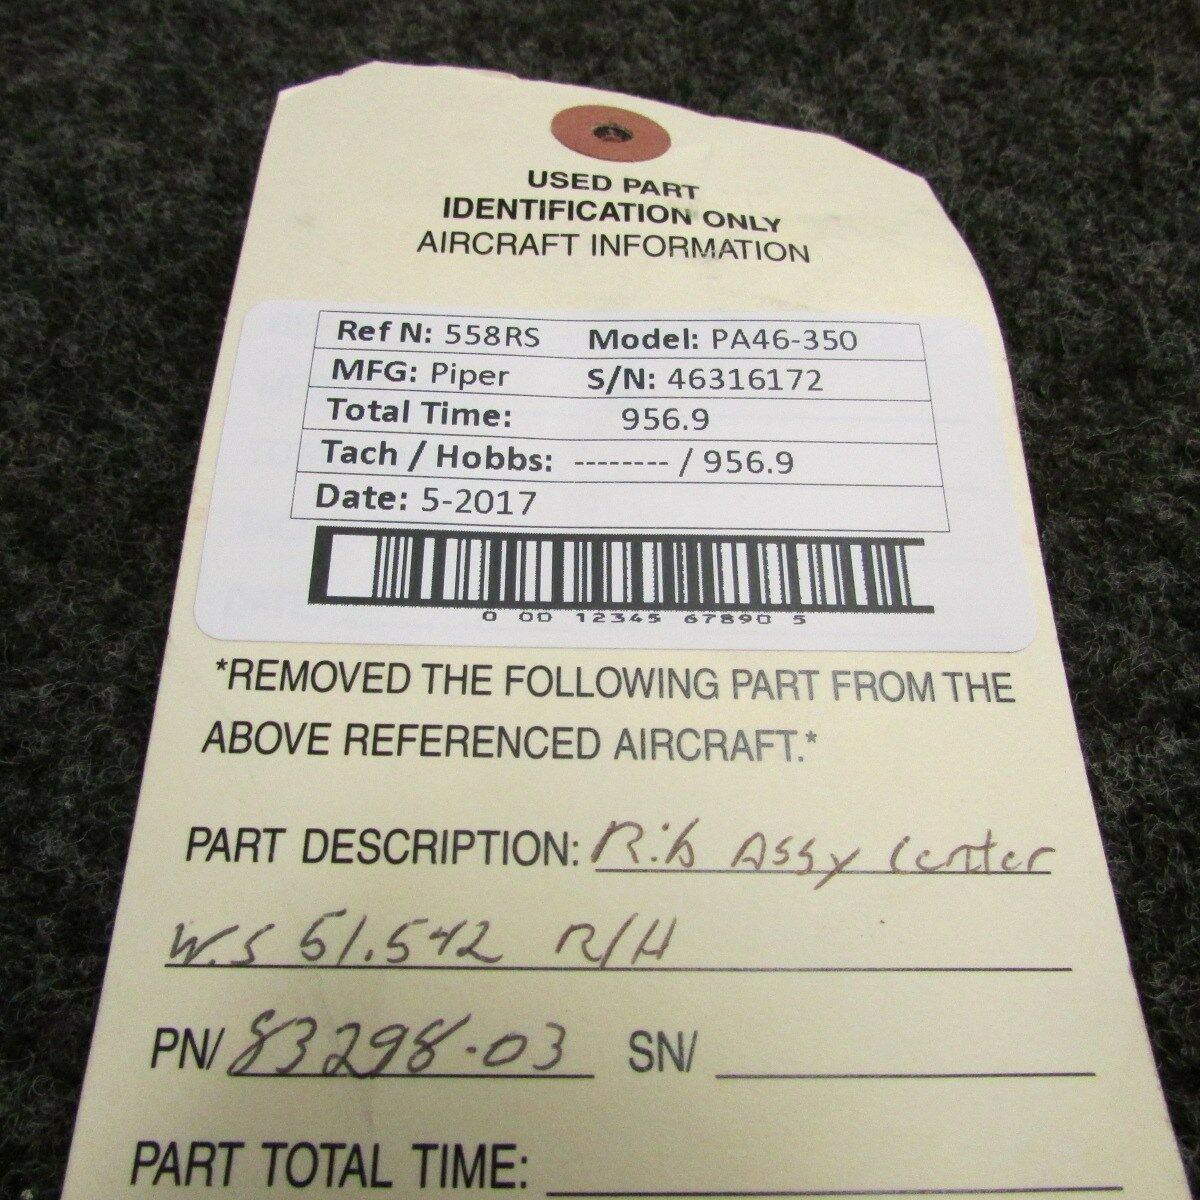 USED PART
IDENTIFICATION ONLY
AIRCRAFT INFORMATION
Ref N: 558RS Model: PA46-350
MFG: Piper S/N: 46316172
Total Time: 956.9
Tach / Hobbs: -------- / 956.9
Date: 5-2017
0 00 12345 67890 5
*REMOVED THE FOLLOWING PART FROM THE
ABOVE REFERENCED AIRCRAFT.*
PART DESCRIPTION: Rib Assy Center
W.S 51.542 R/H
PN/ 83298-03 SN/
PART TOTAL TIME: